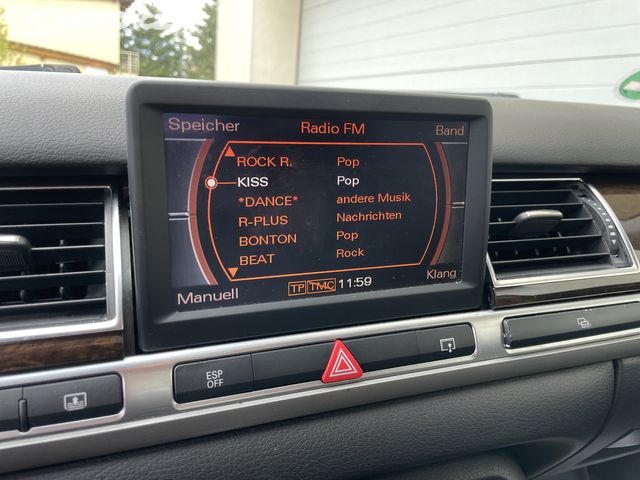 Speicher Radio FM Band
ROCK R. Pop
KISS Pop
*DANCE* andere Musik
R-PLUS Nachrichten
BONTON Pop
BEAT Rock
Manuell TP TMC 11:59 Klang
ESP
OFF